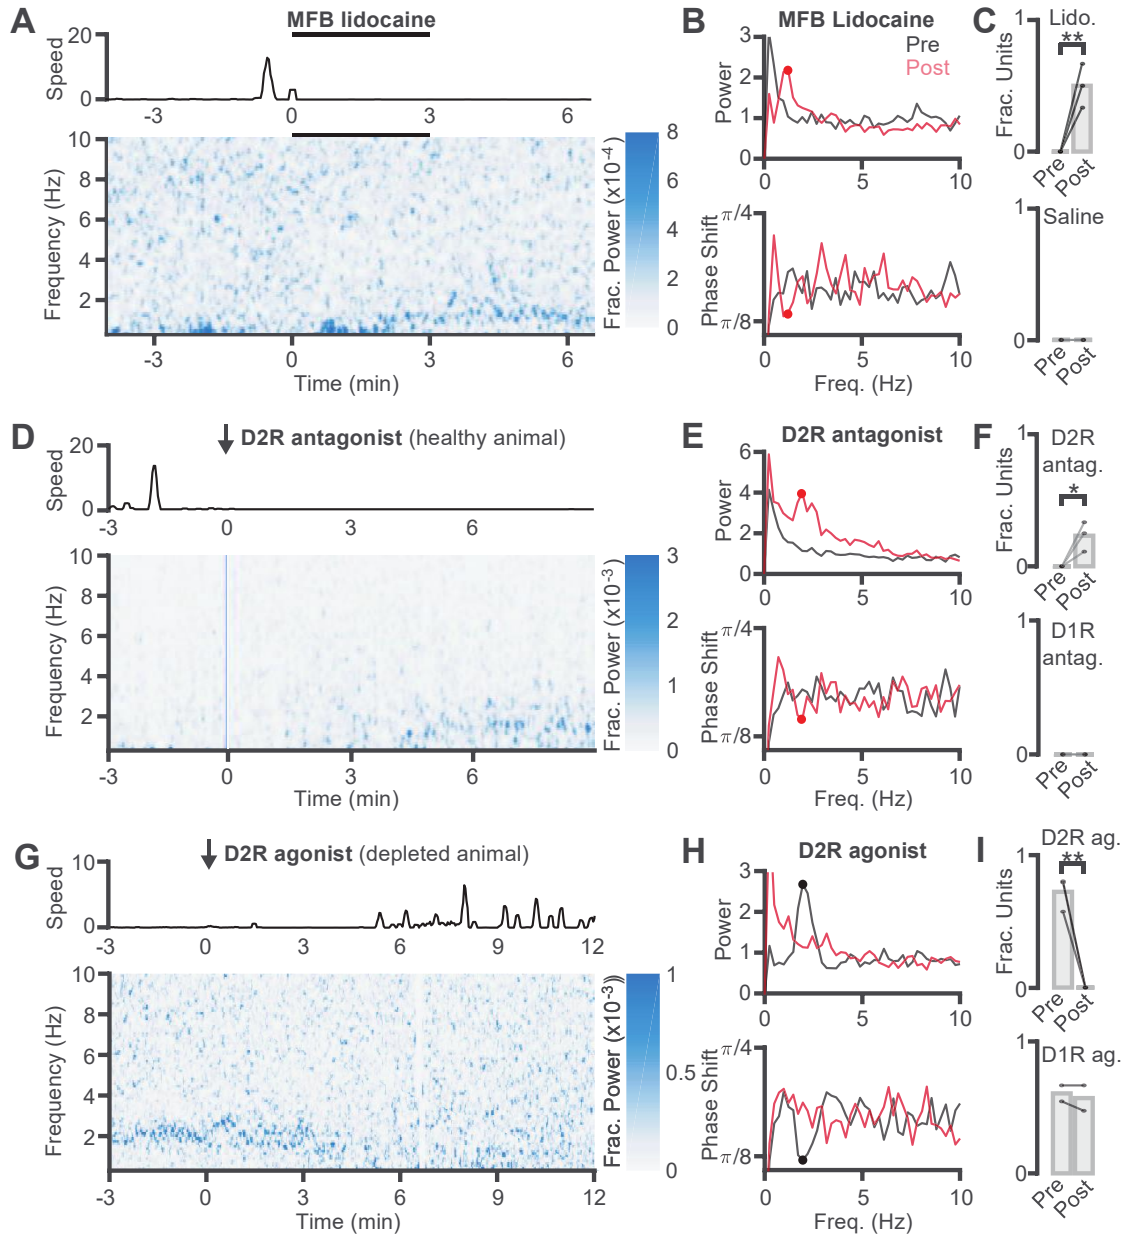 A
MFB lidocaine
20
0
Speed
-3
0
3
6
10
8
6
4
2
Frequency (Hz)
-3
0
3
6
Time (min)
8
6
4
2
0
Frac. Power (x10-4)
B
MFB Lidocaine
Pre
Post
3
2
1
0
Power
0
5
10
π/4
π/8
Phase Shift
0
5
10
Freq. (Hz)
C
Lido.
**
1
0
Frac. Units
Pre
Post
Saline
1
0
Pre
Post
D
D2R antagonist (healthy animal)
20
0
Speed
-3
0
3
6
10
8
6
4
2
Frequency (Hz)
-3
0
3
6
Time (min)
3
2
1
0
Frac. Power (x10-3)
E
D2R antagonist
6
4
2
0
Power
0
5
10
π/4
π/8
Phase Shift
0
5
10
Freq. (Hz)
F
D2R
antag.
*
1
0
Frac. Units
Pre
Post
D1R
antag.
1
0
Pre
Post
G
D2R agonist (depleted animal)
10
0
Speed
-3
0
3
6
9
12
10
8
6
4
2
Frequency (Hz)
-3
0
3
6
9
12
Time (min)
1
0.5
0
Frac. Power (x10-3)
H
D2R agonist
3
2
1
0
Power
0
5
10
π/4
π/8
Phase Shift
0
5
10
Freq. (Hz)
I
D2R ag.
**
1
0
Frac. Units
Pre
Post
D1R ag.
1
0
Pre
Post